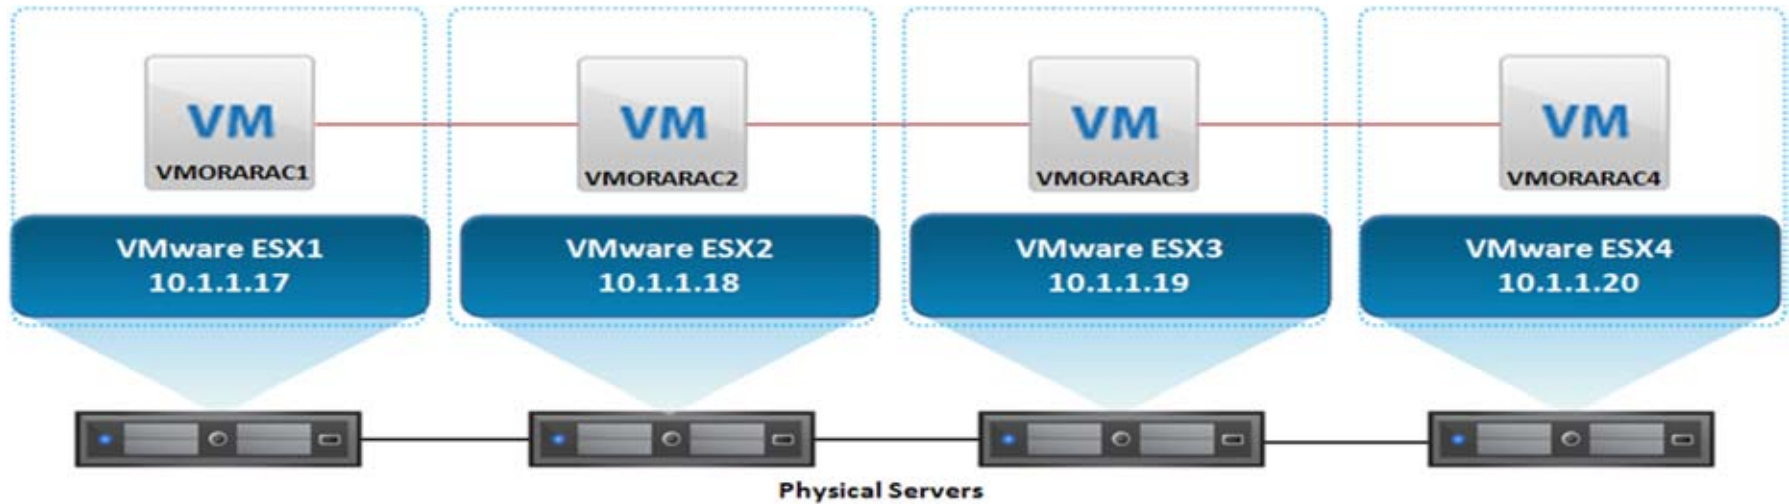 VM
VMORARAC1
VM
VMORARAC2
VM
VMORARAC3
VM
VMORARAC4
VMware ESX1
10.1.1.17
VMware ESX2
10.1.1.18
VMware ESX3
10.1.1.19
VMware ESX4
10.1.1.20
Physical Servers